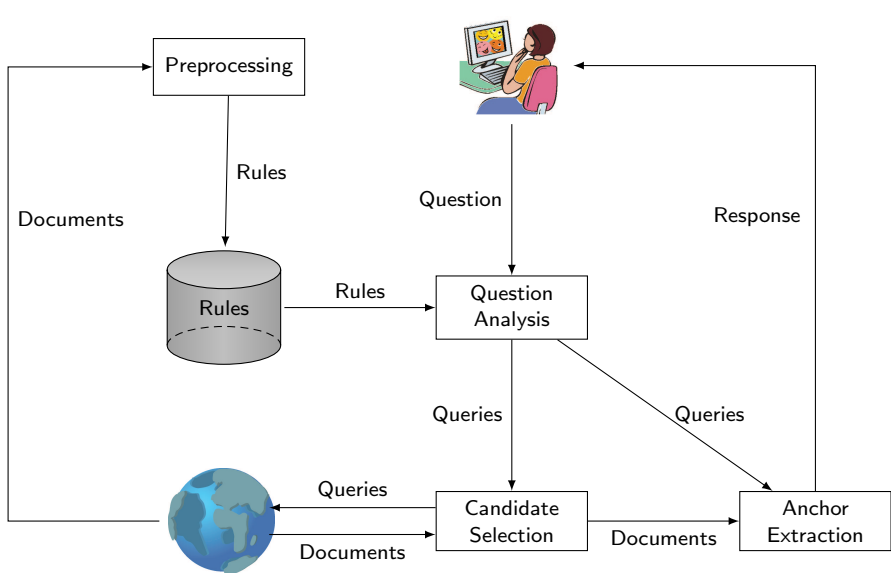 Preprocessing
Rules
Documents
Question
Response
Rules
Rules
Question
Analysis
Queries
Queries
Queries
Candidate
Selection
Documents
Documents
Anchor
Extraction